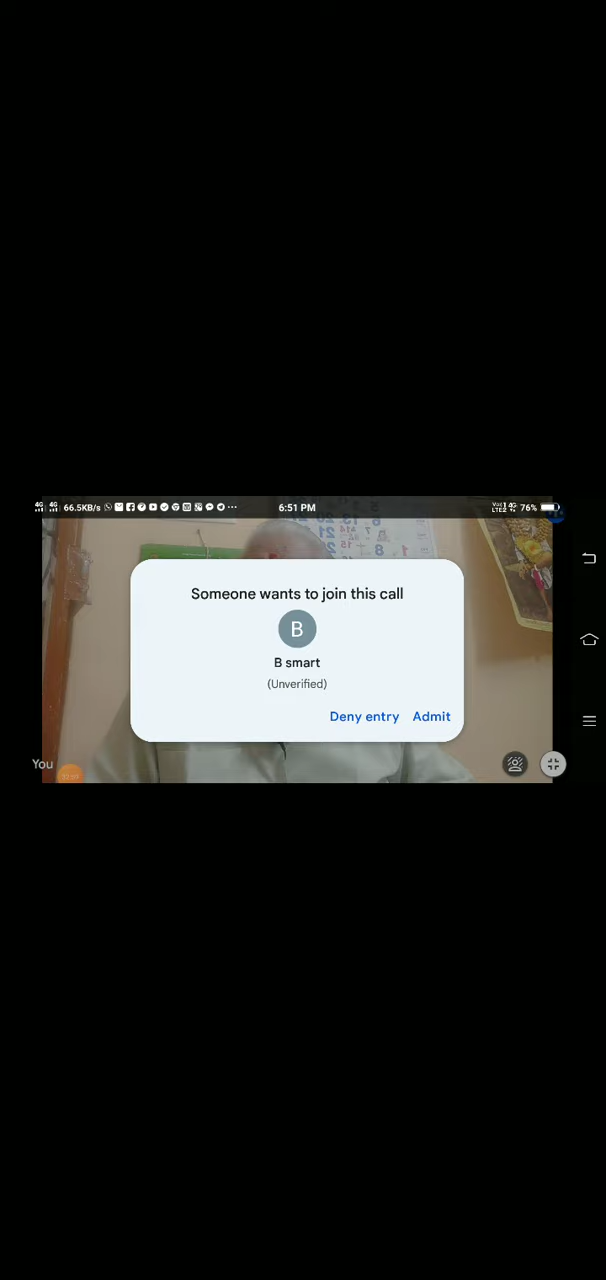 66.5KB/s 6:51 PM 76%
Someone wants to join this call
B
B smart
(Unverified)
Deny entry Admit
You